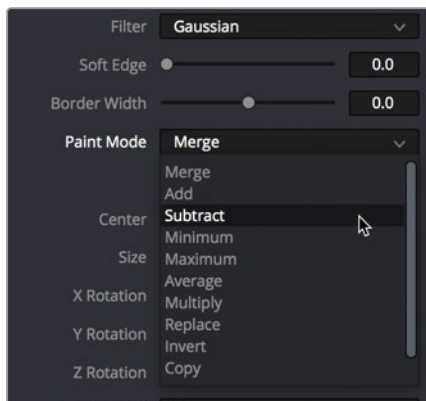 Filter Gaussian
Soft Edge 0.0
Border Width 0.0
Paint Mode Merge
Merge
Add
Center Subtract
Minimum
Size Maximum
Average
X Rotation Multiply
Y Rotation Replace
Invert
Z Rotation Copy